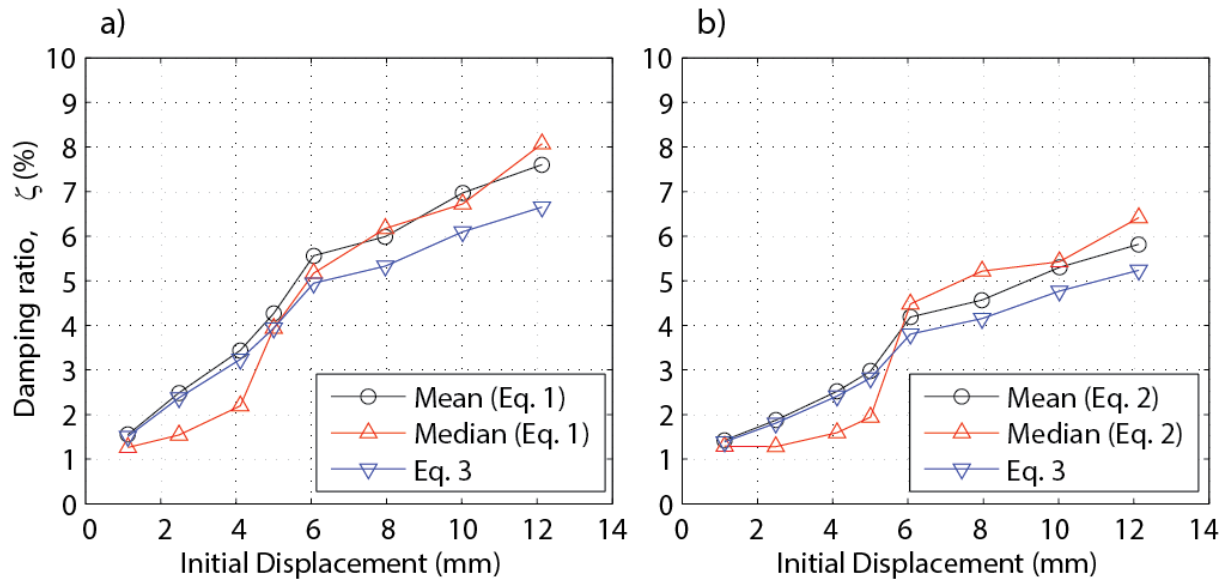 a)
10
9
8
7
6
5
4
3
2
1
0
Damping ratio, ζ (%)
Mean (Eq. 1)
Median (Eq. 1)
Eq. 3
0 2 4 6 8 10 12 14
Initial Displacement (mm)
b)
10
9
8
7
6
5
4
3
2
1
0
Mean (Eq. 2)
Median (Eq. 2)
Eq. 3
0 2 4 6 8 10 12 14
Initial Displacement (mm)